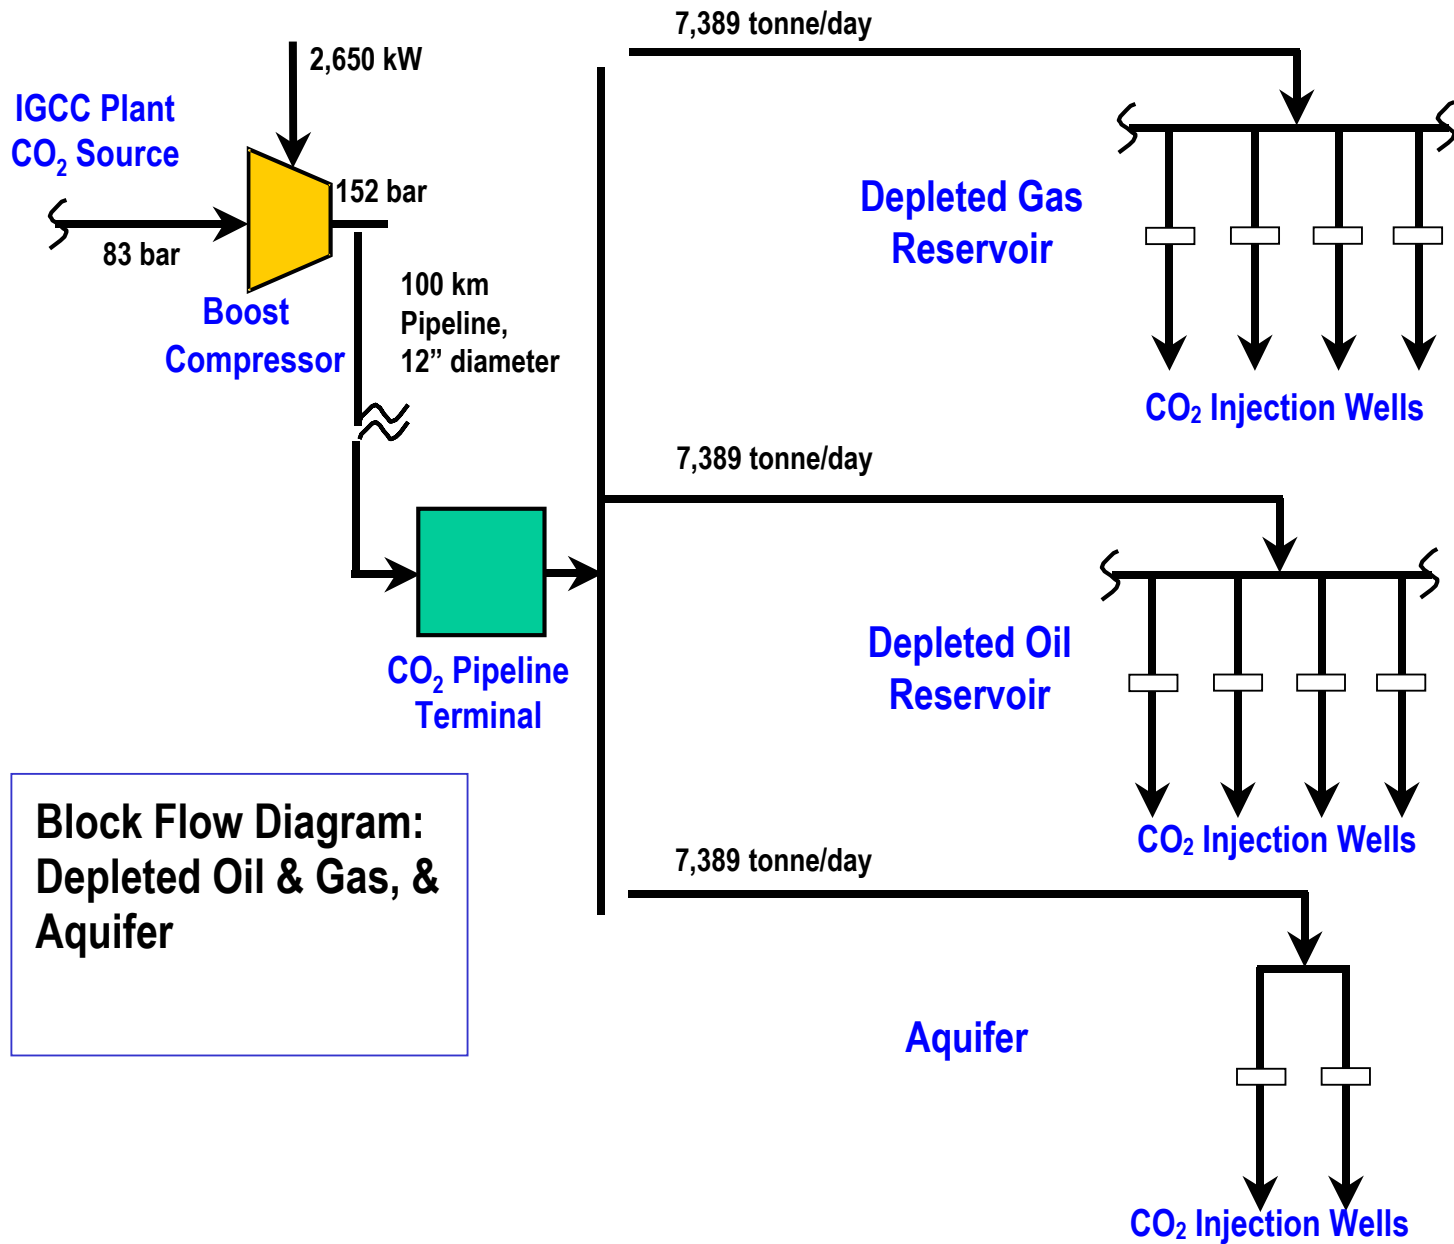 7,389 tonne/day
2,650 kW
IGCC Plant
CO₂ Source
152 bar
83 bar
Boost
Compressor
100 km
Pipeline,
12” diameter
Depleted Gas
Reservoir
CO₂ Injection Wells
7,389 tonne/day
CO₂ Pipeline
Terminal
Depleted Oil
Reservoir
CO₂ Injection Wells
Block Flow Diagram:
Depleted Oil & Gas, &
Aquifer
7,389 tonne/day
Aquifer
CO₂ Injection Wells